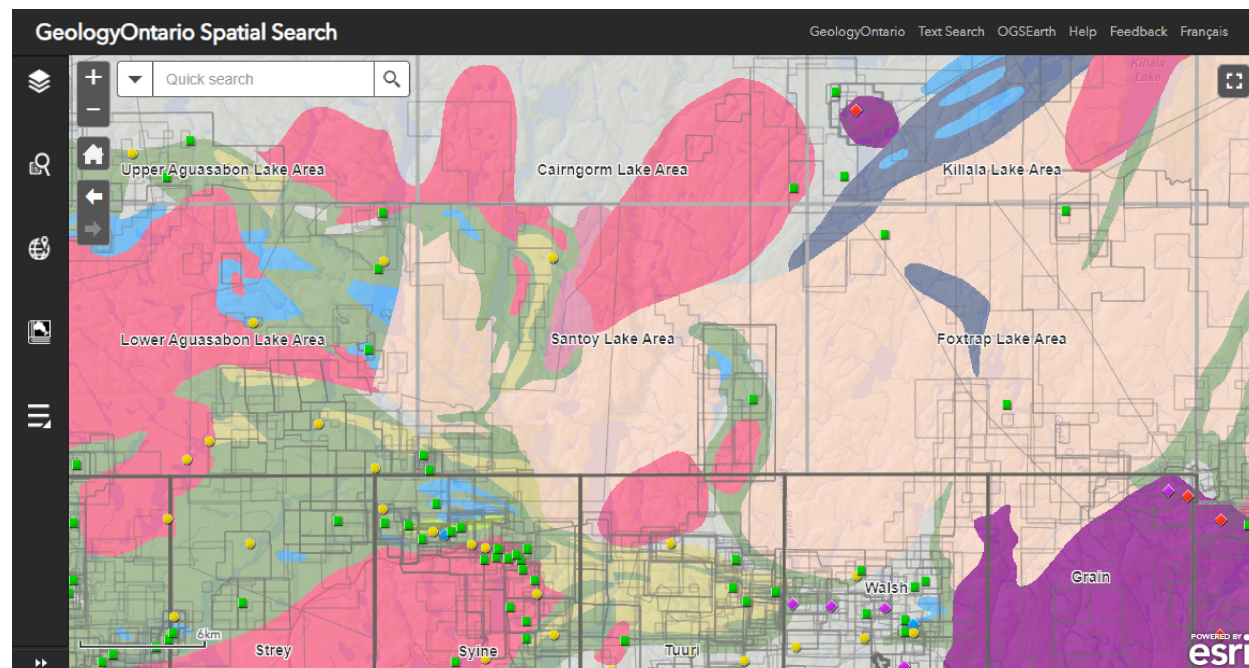 GeologyOntario Spatial Search
GeologyOntario Text Search OGSEarth Help Feedback Français
Quick search
Killala
Lake
Upper Aguasabon Lake Area
Cairngorm Lake Area
Killala Lake Area
Lower Aguasabon Lake Area
Santoy Lake Area
Foxtrap Lake Area
Walsh
Grain
6km
Strey
Syine
Tuuri
POWERED BY
esri